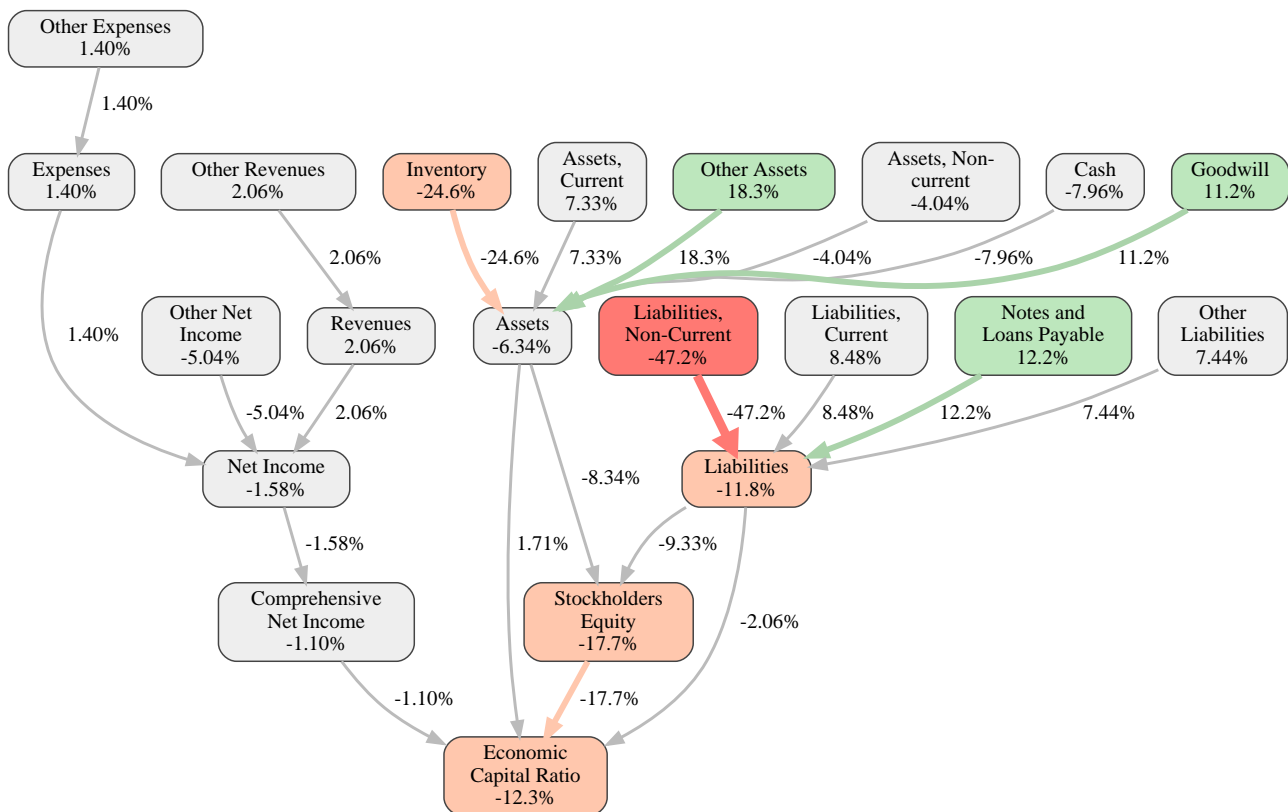 Other Expenses
1.40%
1.40%
Expenses
1.40%
Other Revenues
2.06%
Inventory
-24.6%
Assets,
Current
7.33%
Other Assets
18.3%
Assets, Non-
current
-4.04%
Cash
-7.96%
Goodwill
11.2%
2.06%
-24.6%
7.33%
18.3%
-4.04%
-7.96%
11.2%
1.40%
Other Net
Income
-5.04%
Revenues
2.06%
Assets
-6.34%
Liabilities,
Non-Current
-47.2%
Liabilities,
Current
8.48%
Notes and
Loans Payable
12.2%
Other
Liabilities
7.44%
-5.04%
2.06%
-47.2%
8.48%
12.2%
7.44%
Net Income
-1.58%
-8.34%
Liabilities
-11.8%
-1.58%
1.71%
-9.33%
Comprehensive
Net Income
-1.10%
Stockholders
Equity
-17.7%
-2.06%
-1.10%
-17.7%
Economic
Capital Ratio
-12.3%